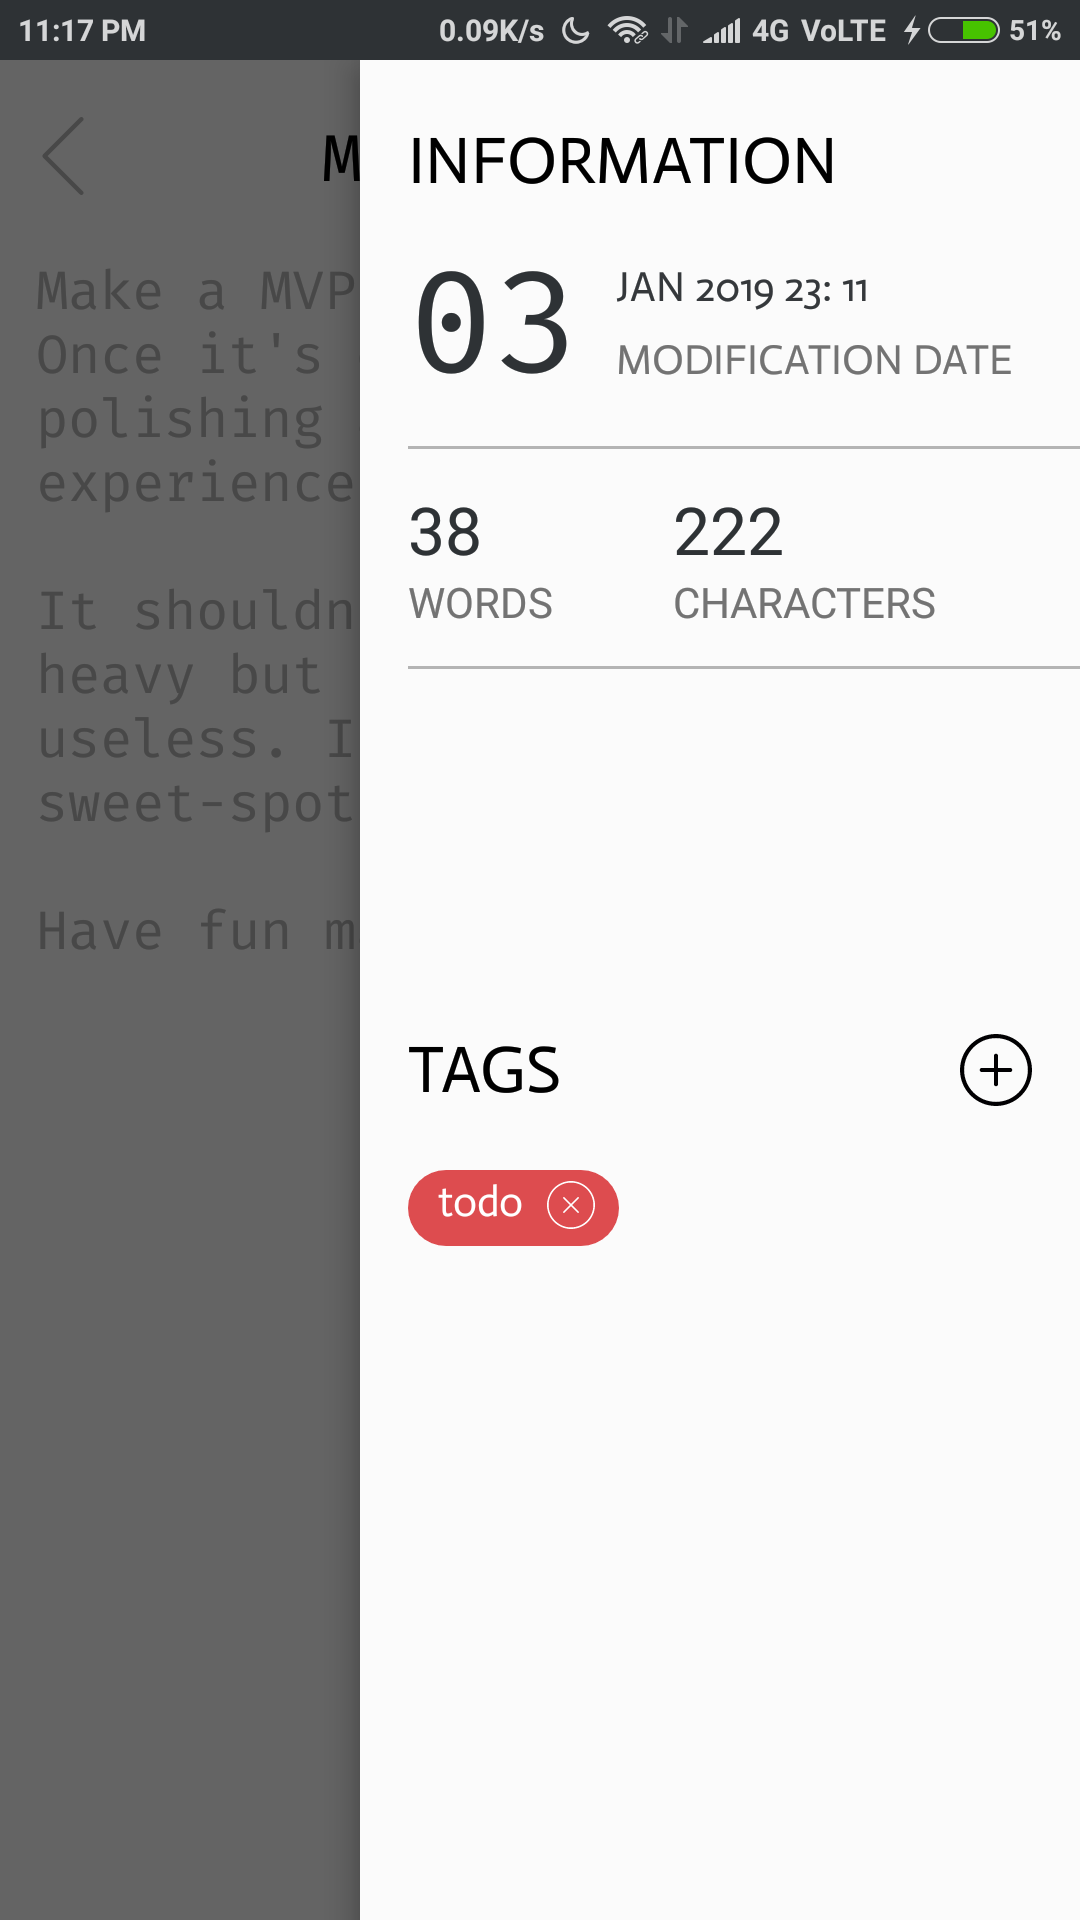 11:17 PM 0.09K/s 4G VoLTE 51%
M
INFORMATION
03 JAN 2019 23: 11
MODIFICATION DATE
38 WORDS
222 CHARACTERS
TAGS
todo
Make a MVP
Once it's
polishing
experience
It shouldn
heavy but
useless. I
sweet-spot
Have fun m